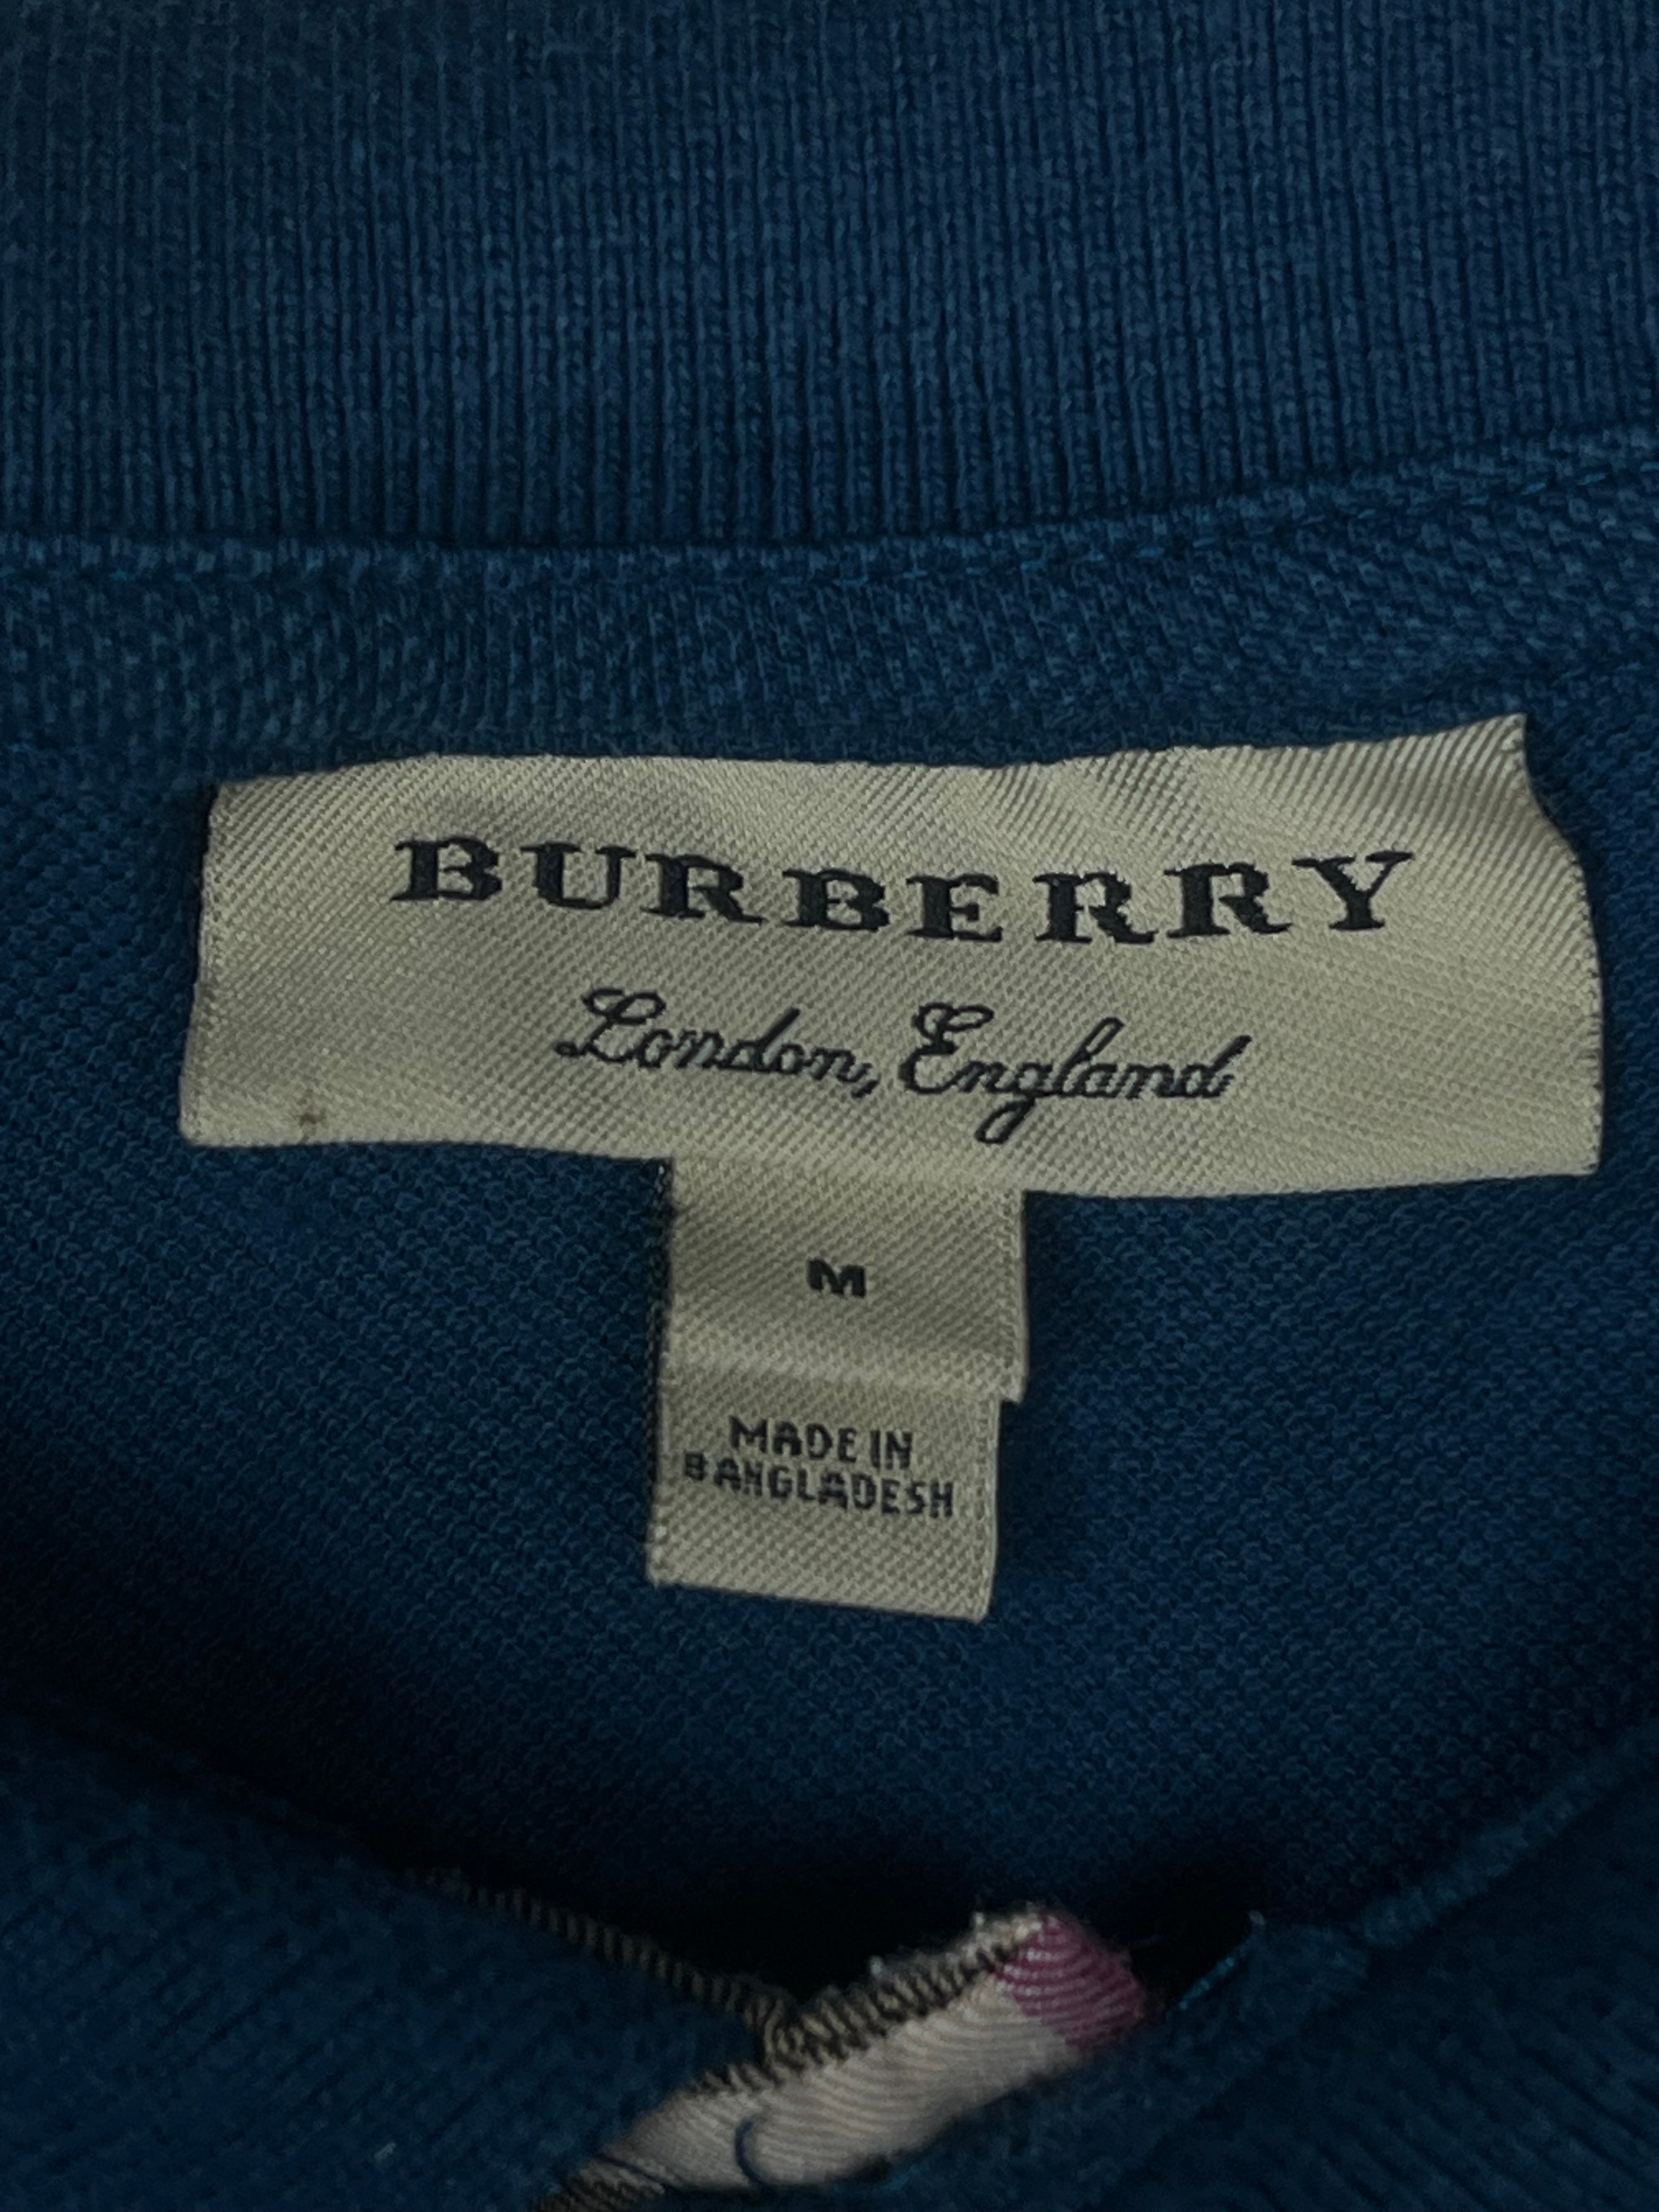 BURBERRY
London, England
M
MADE IN
BANGLADESH